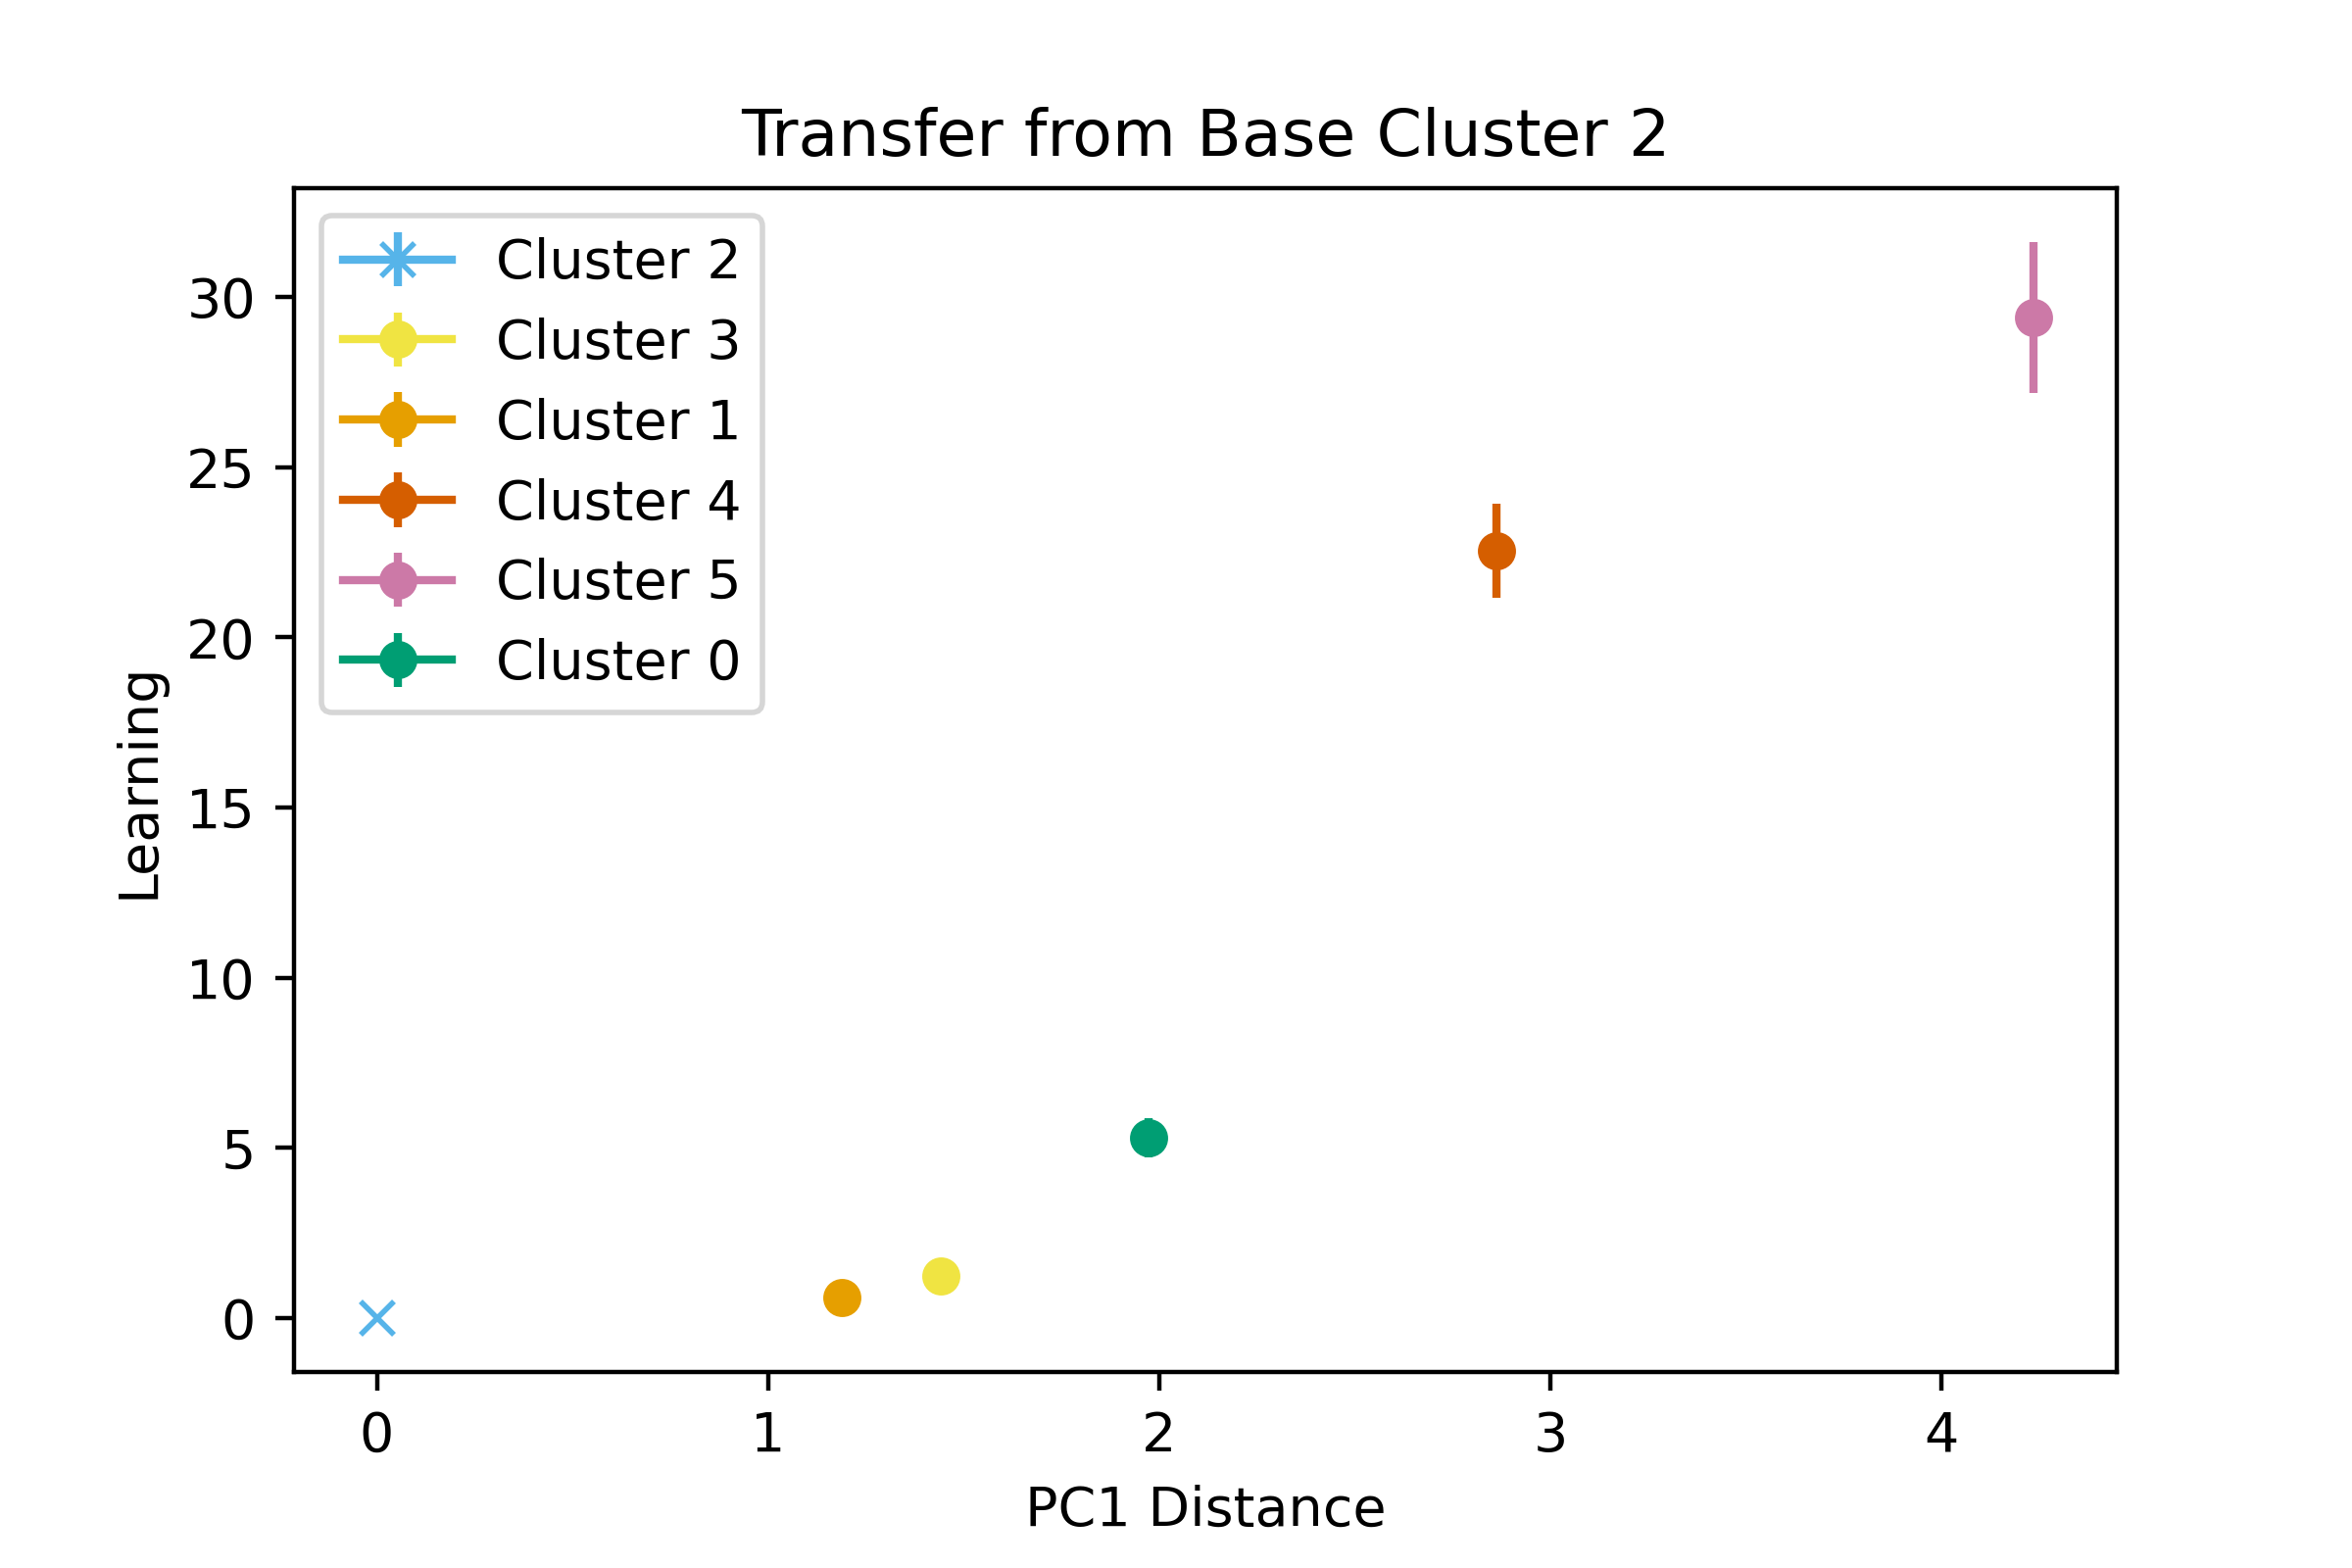 Transfer from Base Cluster 2
Cluster 2
Cluster 3
Cluster 1
Cluster 4
Cluster 5
Cluster 0
Learning
30
25
20
15
10
5
0
0 1 2 3 4
PC1 Distance